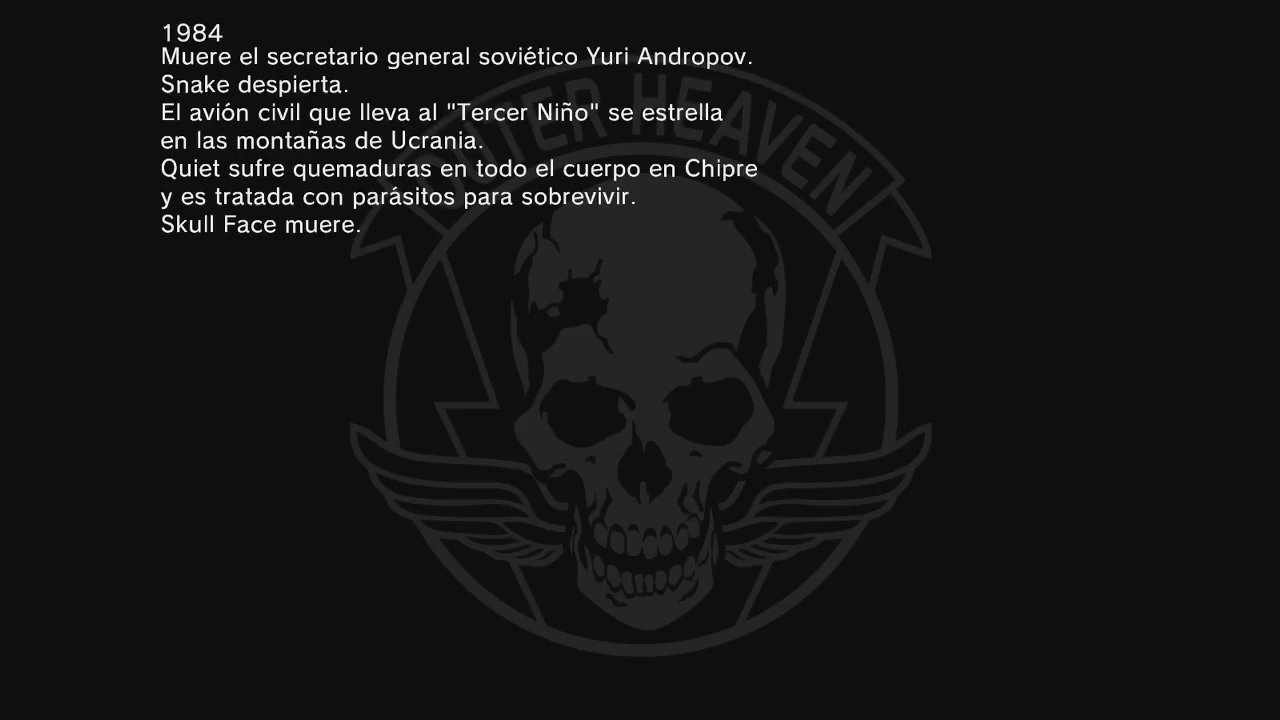 1984
Muere el secretario general soviético Yuri Andropov.
Snake despierta.
El avión civil que lleva al "Tercer Niño" se estrella
en las montañas de Ucrania.
Quiet sufre quemaduras en todo el cuerpo en Chipre
y es tratada con parásitos para sobrevivir.
Skull Face muere.
OUTER HEAVEN